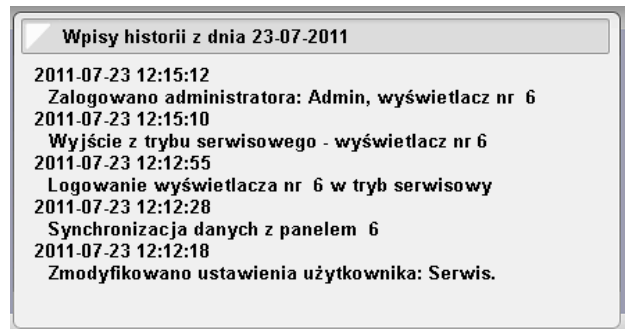 Wpisy historii z dnia 23-07-2011
2011-07-23 12:15:12
Zalogowano administratora: Admin, wyświetlacz nr 6
2011-07-23 12:15:10
Wyjście z trybu serwisowego - wyświetlacz nr 6
2011-07-23 12:12:55
Logowanie wyświetlacza nr 6 w tryb serwisowy
2011-07-23 12:12:28
Synchronizacja danych z panelem 6
2011-07-23 12:12:18
Zmodyfikowano ustawienia użytkownika: Serwis.